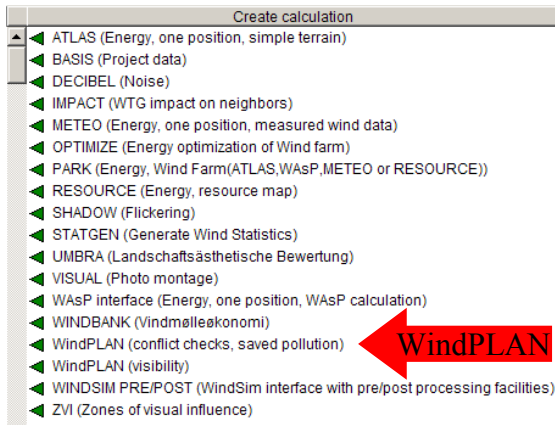 Create calculation
ATLAS (Energy, one position, simple terrain)
BASIS (Project data)
DECIBEL (Noise)
IMPACT (WTG impact on neighbors)
METEO (Energy, one position, measured wind data)
OPTIMIZE (Energy optimization of Wind farm)
PARK (Energy, Wind Farm(ATLAS,WAsP,METEO or RESOURCE))
RESOURCE (Energy, resource map)
SHADOW (Flickering)
STATGEN (Generate Wind Statistics)
UMBRA (Landschaftsästhetische Bewertung)
VISUAL (Photo montage)
WAsP interface (Energy, one position, WAsP calculation)
WINDBANK (Vindmølleøkonomi)
WindPLAN (conflict checks, saved pollution) WindPLAN
WindPLAN (visibility)
WINDSIM PRE/POST (WindSim interface with pre/post processing facilities)
ZVI (Zones of visual influence)